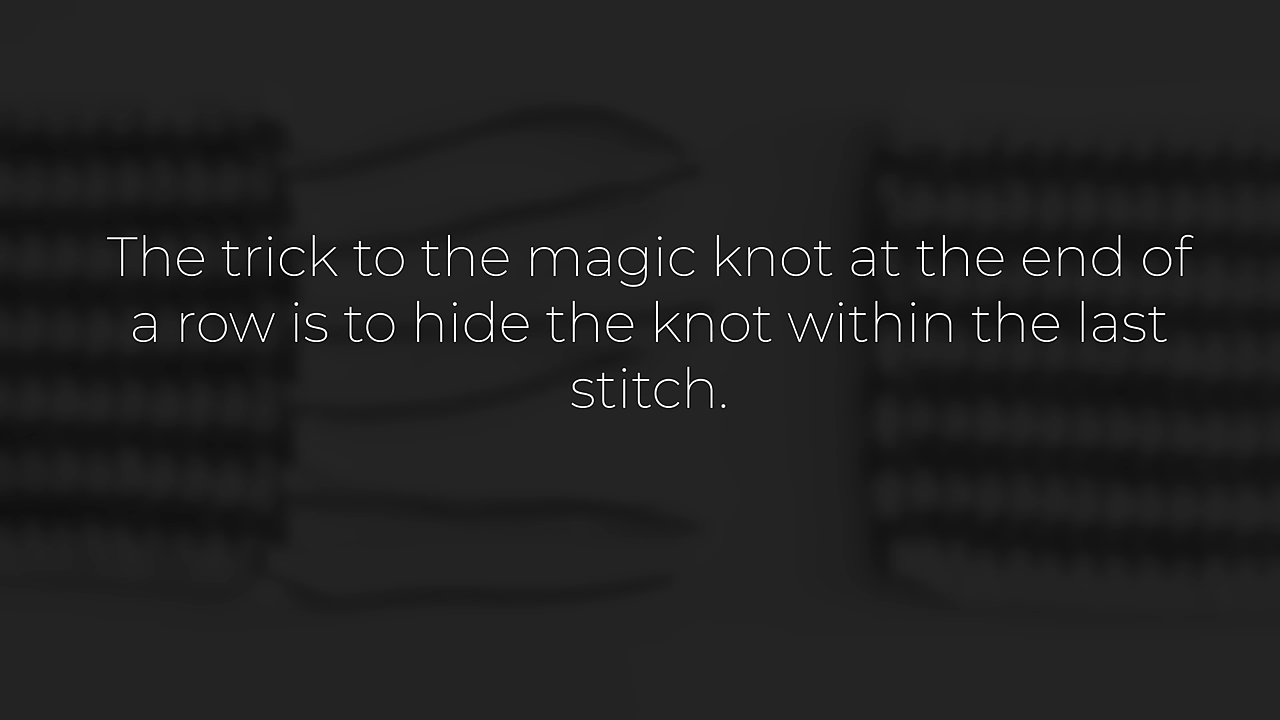 The trick to the magic knot at the end of
a row is to hide the knot within the last
stitch.